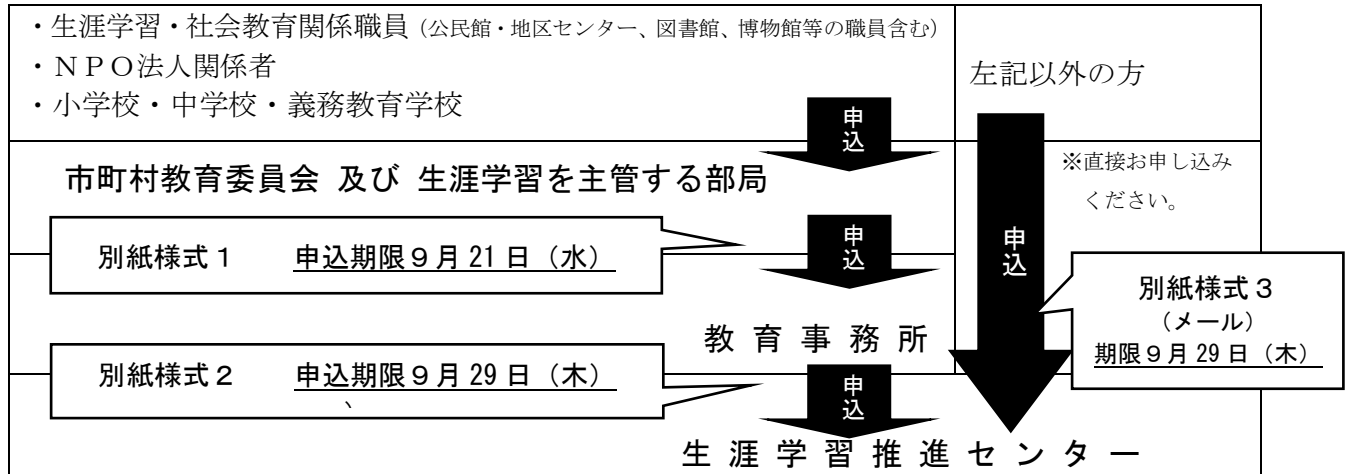 ・生涯学習・社会教育関係職員（公民館・地区センター、図書館、博物館等の職員含む）
・ＮＰＯ法人関係者
・小学校・中学校・義務教育学校
左記以外の方
申込
市町村教育委員会 及び 生涯学習を主管する部局
※直接お申し込み
ください。
別紙様式１　申込期限９月 21 日（水）
申込
申込
別紙様式３
（メール）
期限９月 29 日（木）
教 育 事 務 所
別紙様式２　申込期限９月 29 日（木）
、
申込
生 涯 学 習 推 進 セ ン タ ー